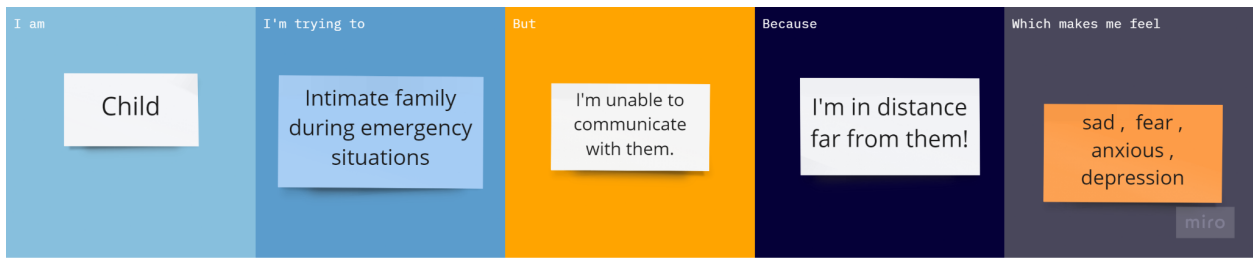 I am
Child
I'm trying to
Intimate family
during emergency
situations
But
I'm unable to
communicate
with them.
Because
I'm in distance
far from them!
Which makes me feel
sad , fear ,
anxious ,
depression
miro